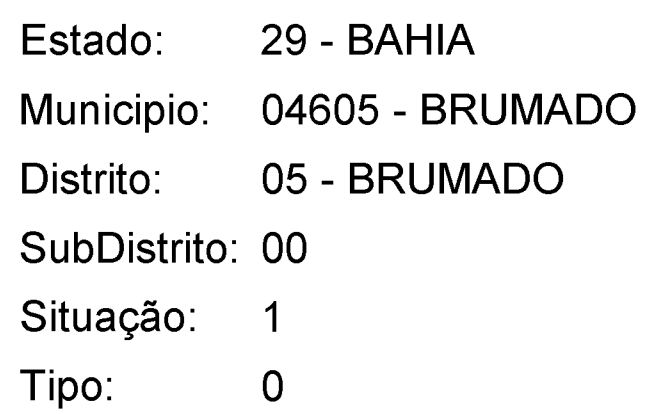 Estado: 29 - BAHIA
Municipio: 04605 - BRUMADO
Distrito: 05 - BRUMADO
SubDistrito: 00
Situação: 1
Tipo: 0